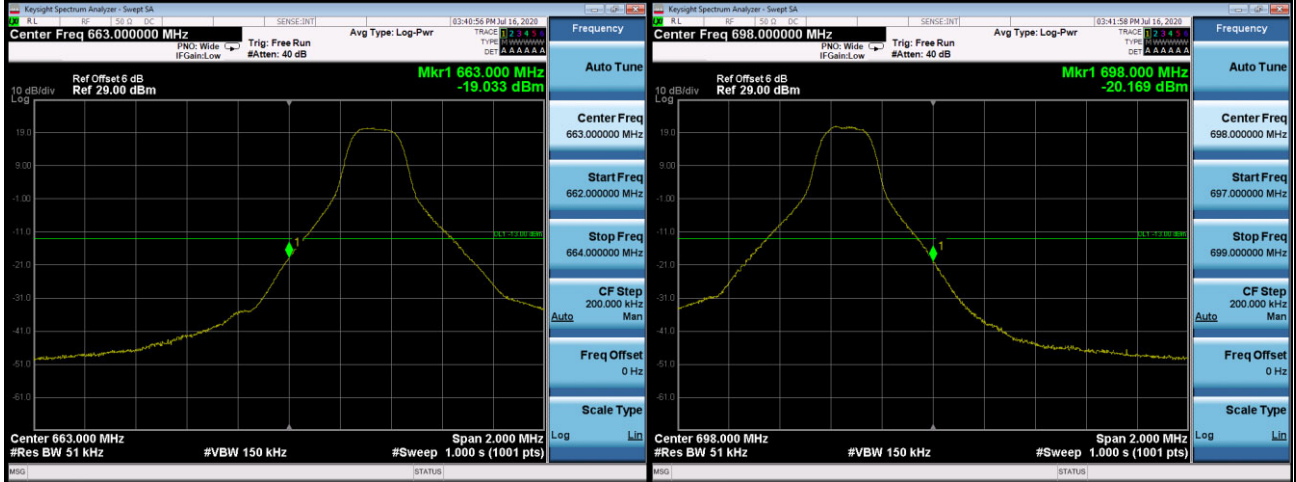 Keysight Spectrum Analyzer - Swept SA
RL RF 50 Ω DC SENSE:INT 03:40:56 PM Jul 16, 2020
Center Freq 663.000000 MHz
PNO: Wide
IFGain:Low
Trig: Free Run
#Atten: 40 dB
Avg Type: Log-Pwr
TRACE 1 2 3 4 5 6
TYPE
DET A A A A A A
Ref Offset 6 dB
Ref 29.00 dBm
10 dB/div
Log
Mkr1 663.000 MHz
-19.033 dBm
19.0
9.00
-1.00
-11.0
-21.0
-31.0
-41.0
-51.0
-61.0
DL1 -13.00 dBm
1
Center 663.000 MHz
Span 2.000 MHz
#Res BW 51 kHz
#VBW 150 kHz
#Sweep 1.000 s (1001 pts)
MSG STATUS
Frequency
Auto Tune
Center Freq
663.000000 MHz
Start Freq
662.000000 MHz
Stop Freq
664.000000 MHz
CF Step
200.000 kHz
Auto Man
Freq Offset
0 Hz
Scale Type
Log Lin
Keysight Spectrum Analyzer - Swept SA
RL RF 50 Ω DC SENSE:INT 03:41:58 PM Jul 16, 2020
Center Freq 698.000000 MHz
PNO: Wide
IFGain:Low
Trig: Free Run
#Atten: 40 dB
Avg Type: Log-Pwr
TRACE 1 2 3 4 5 6
TYPE
DET A A A A A A
Ref Offset 6 dB
Ref 29.00 dBm
10 dB/div
Log
Mkr1 698.000 MHz
-20.169 dBm
19.0
9.00
-1.00
-11.0
-21.0
-31.0
-41.0
-51.0
-61.0
DL1 -13.00 dBm
1
Center 698.000 MHz
Span 2.000 MHz
#Res BW 51 kHz
#VBW 150 kHz
#Sweep 1.000 s (1001 pts)
MSG STATUS
Frequency
Auto Tune
Center Freq
698.000000 MHz
Start Freq
697.000000 MHz
Stop Freq
699.000000 MHz
CF Step
200.000 kHz
Auto Man
Freq Offset
0 Hz
Scale Type
Log Lin